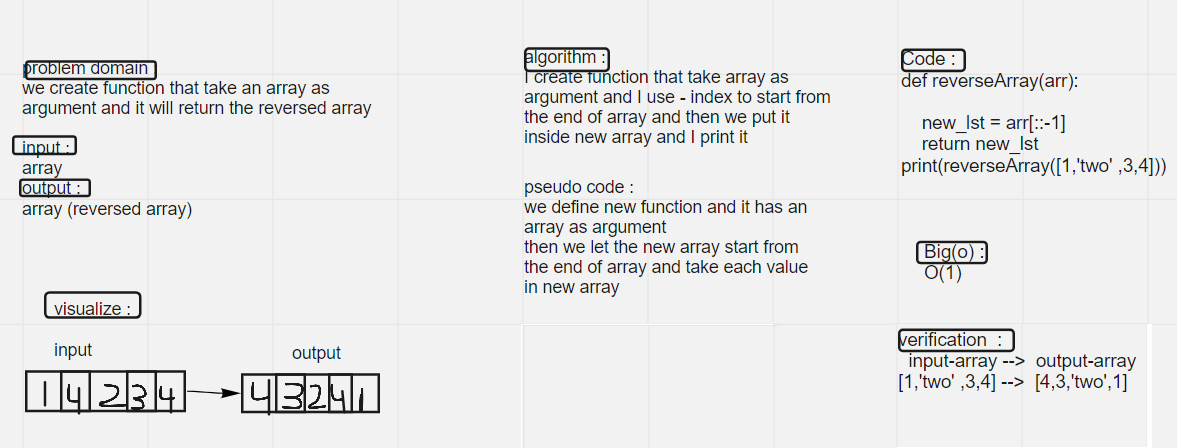 problem domain
we create function that take an array as
argument and it will return the reversed array
input :
array
output :
array (reversed array)
visualize :
input
output
1 4 2 3 4
4 3 2 4 1
algorithm :
I create function that take array as
argument and I use - index to start from
the end of array and then we put it
inside new array and I print it
pseudo code :
we define new function and it has an
array as argument
then we let the new array start from
the end of array and take each value
in new array
Code :
def reverseArray(arr):
new_lst = arr[::-1]
return new_lst
print(reverseArray([1,'two' ,3,4]))
Big(o) :
O(1)
verification :
input-array --> output-array
[1,'two' ,3,4] --> [4,3,'two',1]